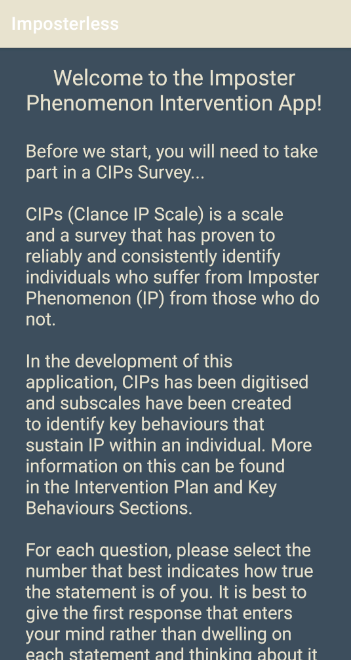 Imposterless
Welcome to the Imposter
Phenomenon Intervention App!
Before we start, you will need to take
part in a CIPs Survey...
CIPs (Clance IP Scale) is a scale
and a survey that has proven to
reliably and consistently identify
individuals who suffer from Imposter
Phenomenon (IP) from those who do
not.
In the development of this
application, CIPs has been digitised
and subscales have been created
to identify key behaviours that
sustain IP within an individual. More
information on this can be found
in the Intervention Plan and Key
Behaviours Sections.
For each question, please select the
number that best indicates how true
the statement is of you. It is best to
give the first response that enters
your mind rather than dwelling on
each statement and thinking about it